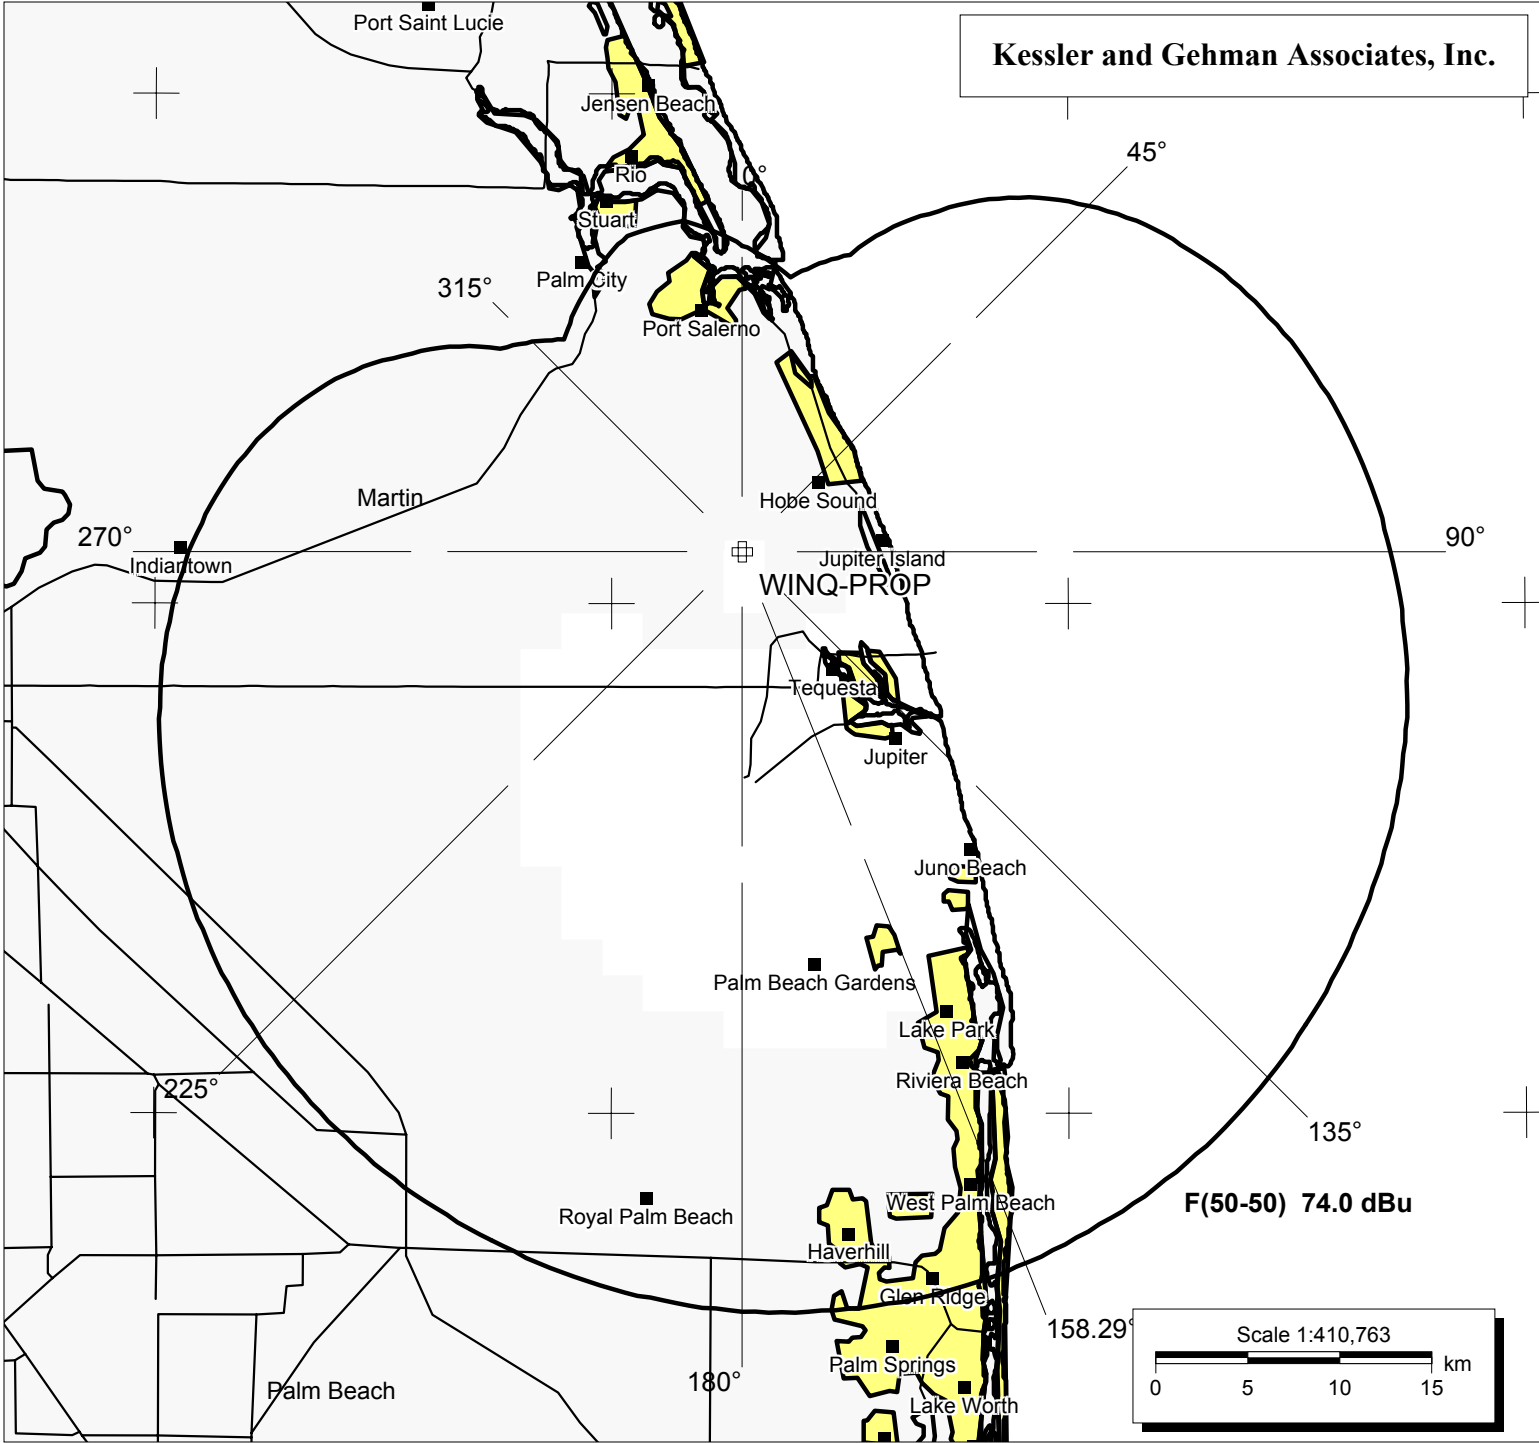 Port Saint Lucie
Kessler and Gehman Associates, Inc.
Jensen Beach
45°
Rio
0°
Stuart
Palm City
315°
Port Salerno
Martin
Hobe Sound
270°
90°
Indiantown
Jupiter Island
WINQ-PROP
Tequesta
Jupiter
Juno Beach
Palm Beach Gardens
Lake Park
Riviera Beach
225°
135°
West Palm Beach
F(50-50) 74.0 dBu
Royal Palm Beach
Haverhill
Glen Ridge
158.29°
Scale 1:410,763
km
0 5 10 15
Palm Springs
180°
Palm Beach
Lake Worth